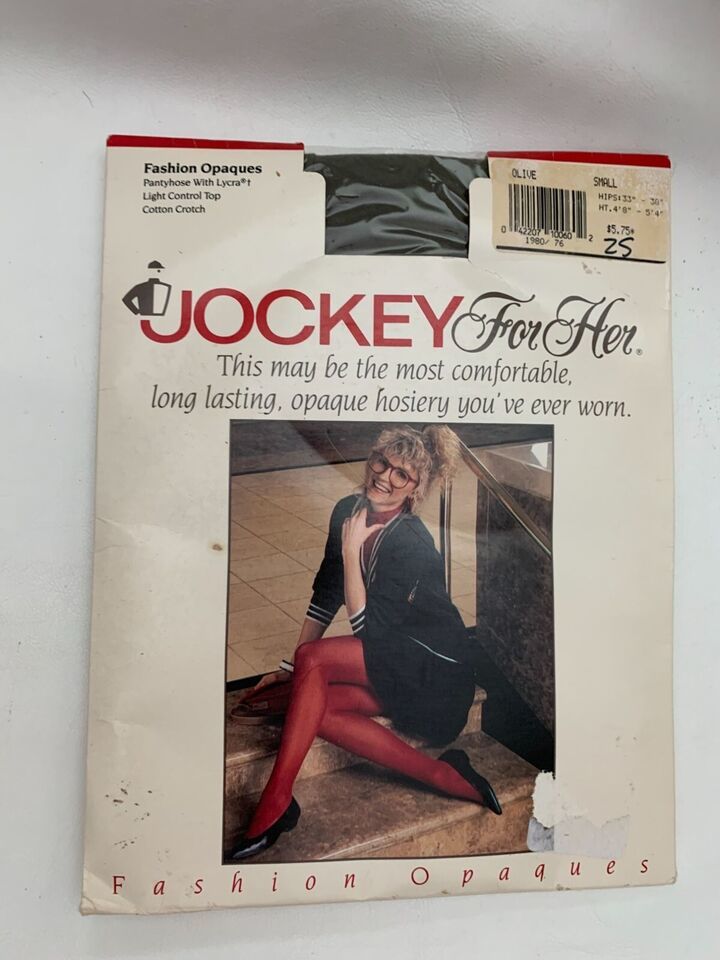 Fashion Opaques
Pantyhose With Lycra®†
Light Control Top
Cotton Crotch
OLIVE SMALL
HIPS:33" - 38"
HT.4'8" - 5'4"
0 42207 10060 2
$5.75*
1980/ 76
2S
JOCKEY For Her®
This may be the most comfortable,
long lasting, opaque hosiery you've ever worn.
Fashion Opaques